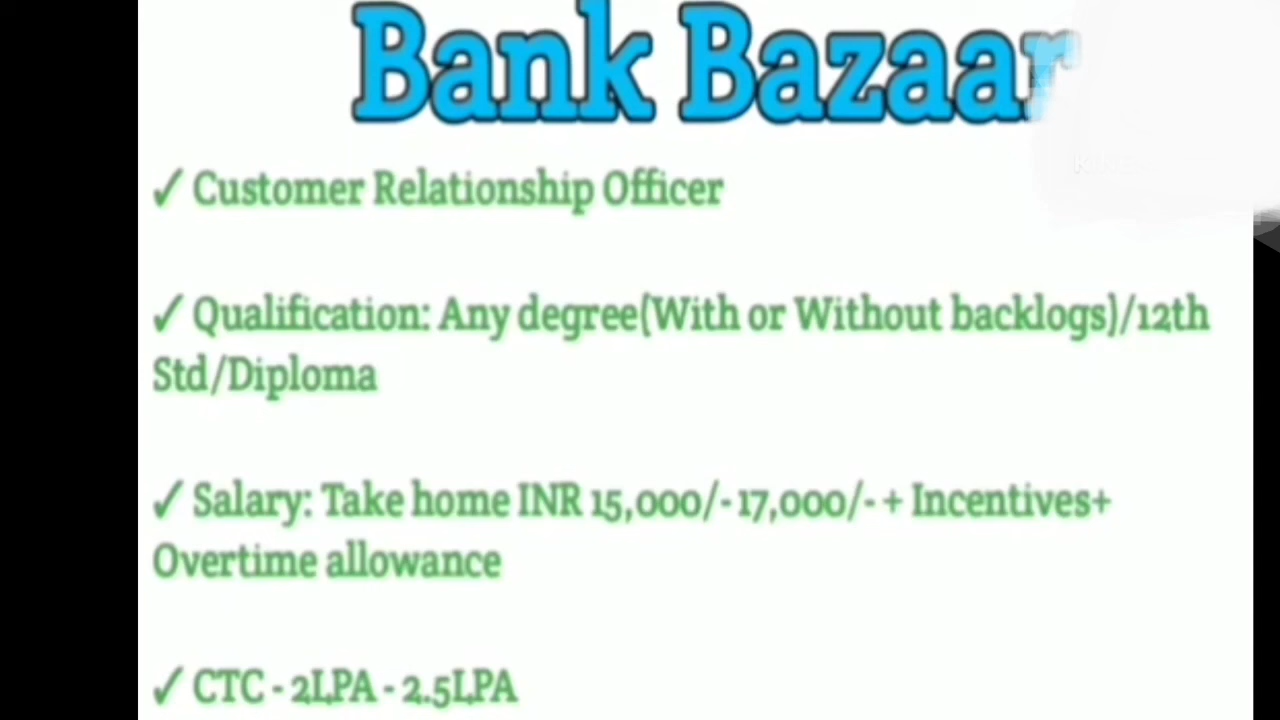 Bank Bazaar
✓ Customer Relationship Officer
✓ Qualification: Any degree(With or Without backlogs)/12th
Std/Diploma
✓ Salary: Take home INR 15,000/- 17,000/- + Incentives+
Overtime allowance
✓ CTC - 2LPA - 2.5LPA